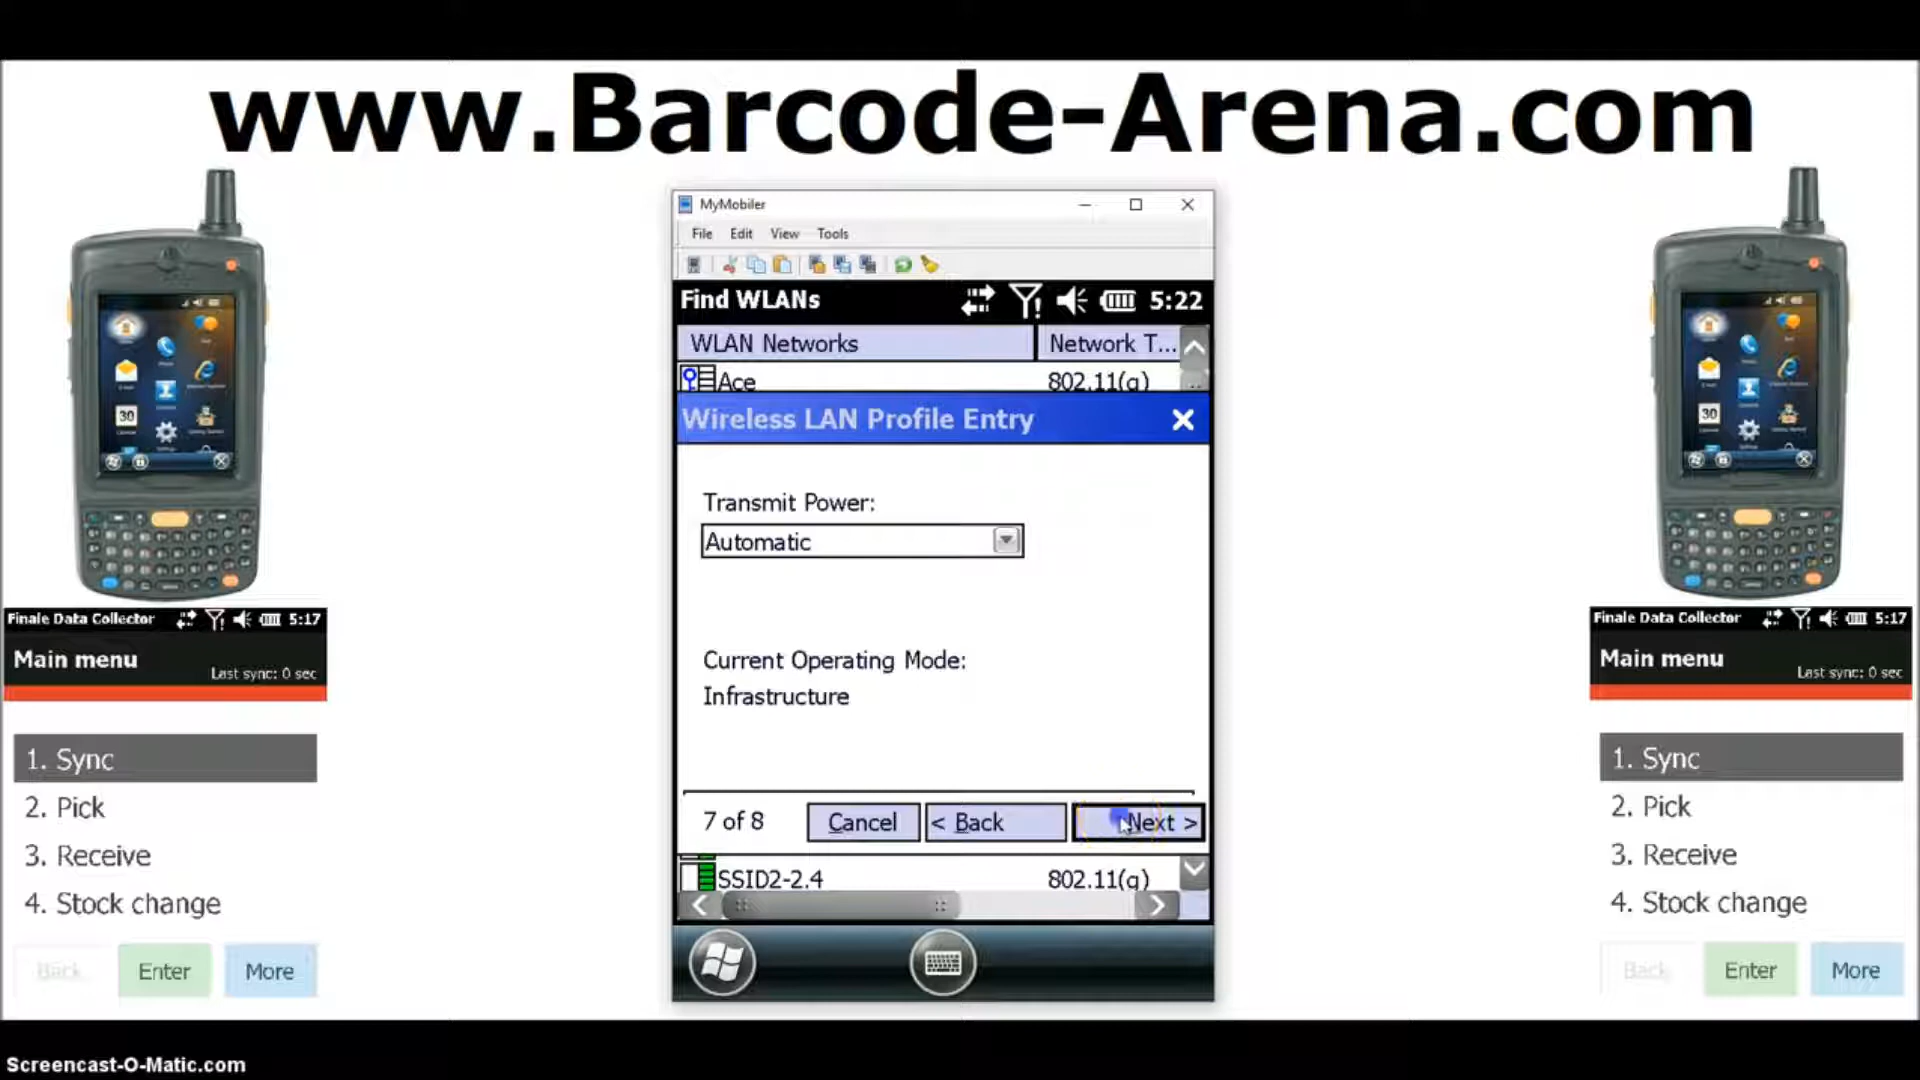 www.Barcode-Arena.com
MyMobiler
File Edit View Tools
Find WLANs 5:22
WLAN Networks Network T...
Ace 802.11(g)
Wireless LAN Profile Entry
Transmit Power:
Automatic
Current Operating Mode:
Infrastructure
7 of 8 Cancel < Back Next >
SSID2-2.4 802.11(g)
Finale Data Collector 5:17
Main menu
Last sync: 0 sec
1. Sync
2. Pick
3. Receive
4. Stock change
Back Enter More
Finale Data Collector 5:17
Main menu
Last sync: 0 sec
1. Sync
2. Pick
3. Receive
4. Stock change
Back Enter More
30
30
Screencast-O-Matic.com